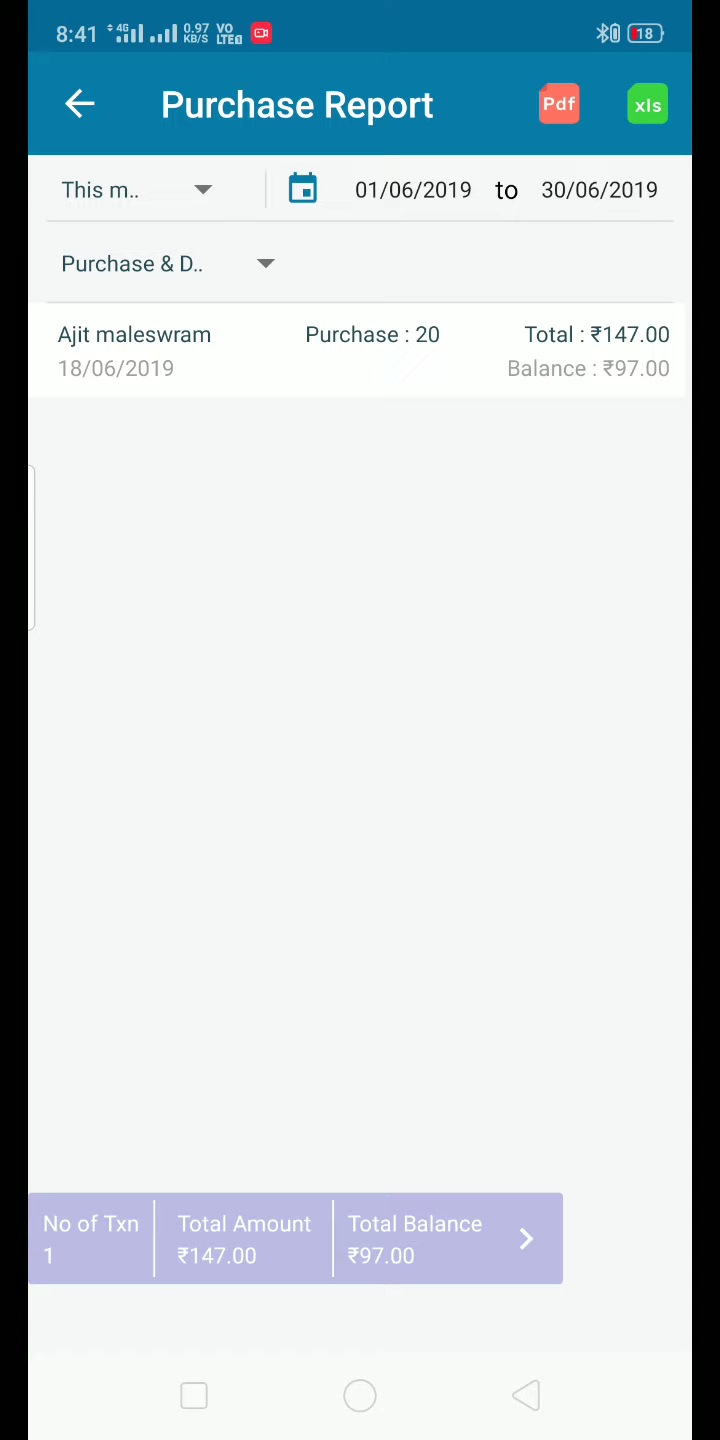 8:41 4G 0.97 KB/S VO LTE 18
Purchase Report Pdf xls
This m.. 01/06/2019 to 30/06/2019
Purchase & D..
Ajit maleswram Purchase : 20 Total : ₹147.00
18/06/2019 Balance : ₹97.00
No of Txn Total Amount Total Balance
1 ₹147.00 ₹97.00